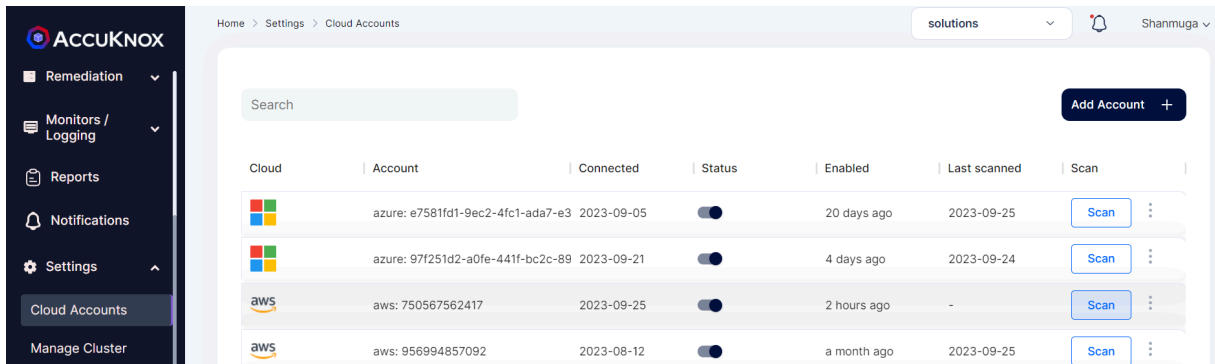 Home > Settings > Cloud Accounts
solutions
Shanmuga
ACCUKNOX
Remediation
Monitors /
Logging
Reports
Notifications
Settings
Cloud Accounts
Manage Cluster
Search
Add Account +
Cloud Account Connected Status Enabled Last scanned Scan
azure: e7581fd1-9ec2-4fc1-ada7-e3 2023-09-05 20 days ago 2023-09-25 Scan
azure: 97f251d2-a0fe-441f-bc2c-89 2023-09-21 4 days ago 2023-09-24 Scan
aws aws: 750567562417 2023-09-25 2 hours ago - Scan
aws aws: 956994857092 2023-08-12 a month ago 2023-09-25 Scan